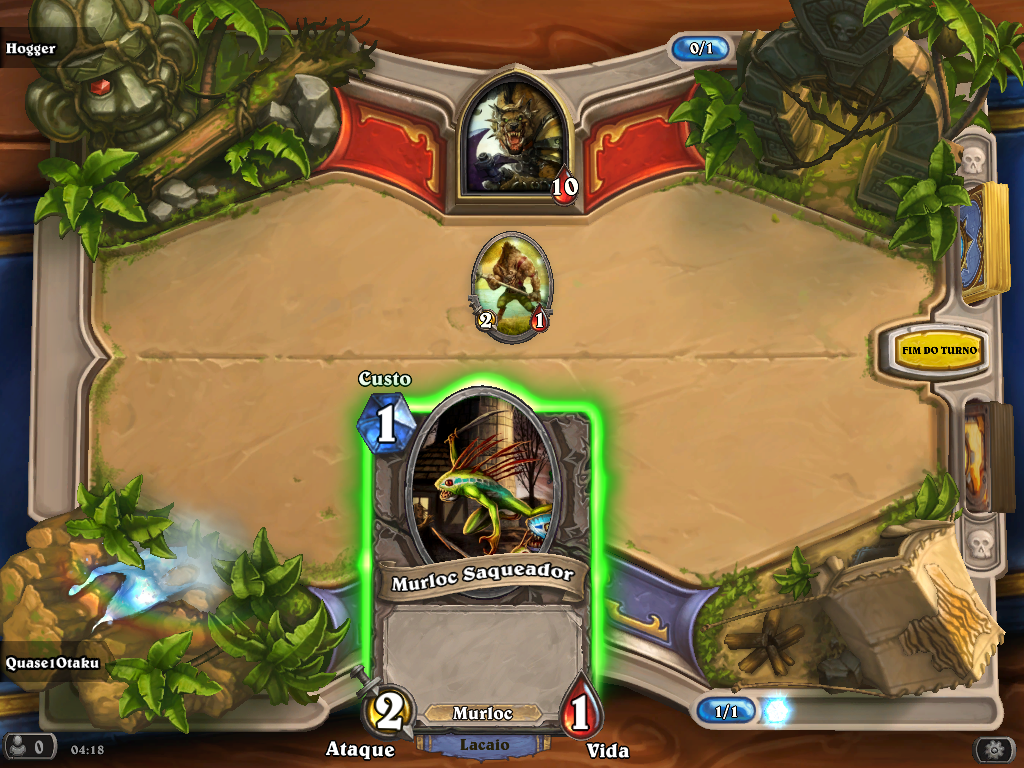 Hogger
0/1
10
2 1
FIM DO TURNO
Custo
1
Murloc Saqueador
Quase1Otaku
2 Murloc 1
1/1
Ataque Lacaio Vida
0 04:18